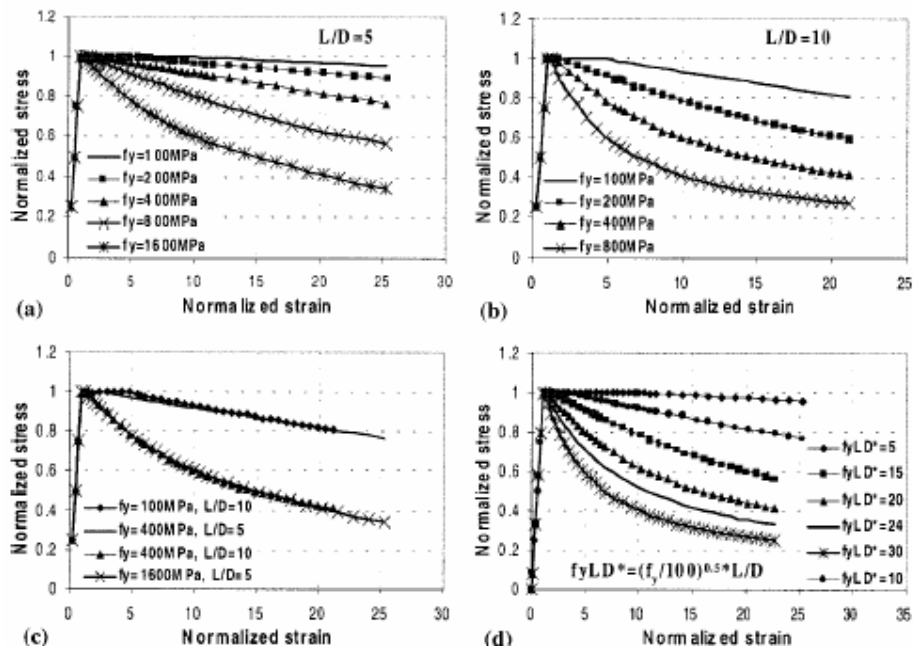 (a)
Normalized stress
1.2
1
0.8
0.6
0.4
0.2
0
L/D=5
fy=100MPa
fy=200MPa
fy=400MPa
fy=800MPa
fy=1600MPa
0 5 10 15 20 25 30
Normalized strain
(b)
Normalized stress
1.2
1
0.8
0.6
0.4
0.2
0
L/D=10
fy=100MPa
fy=200MPa
fy=400MPa
fy=800MPa
0 5 10 15 20 25
Normalized strain
(c)
Normalized stress
1.2
1
0.8
0.6
0.4
0.2
0
fy=100MPa, L/D=10
fy=400MPa, L/D=5
fy=400MPa, L/D=10
fy=1600MPa, L/D=5
0 5 10 15 20 25 30
Normalized strain
(d)
Normalized stress
1.2
1
0.8
0.6
0.4
0.2
0
fyLD*=5
fyLD*=15
fyLD*=20
fyLD*=24
fyLD*=30
fyLD*=10
fyLD*=(fy/100)^0.5*L/D
0 5 10 15 20 25 30 35
Normalized strain